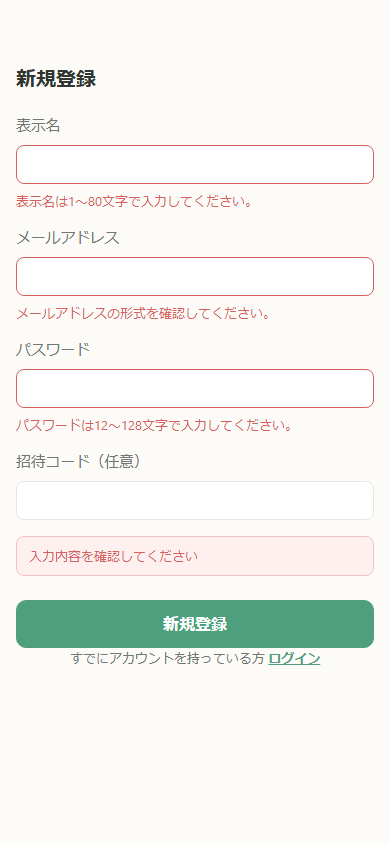 新規登録
表示名
表示名は1〜80文字で入力してください。
メールアドレス
メールアドレスの形式を確認してください。
パスワード
パスワードは12〜128文字で入力してください。
招待コード（任意）
入力内容を確認してください
新規登録
すでにアカウントを持っている方 ログイン